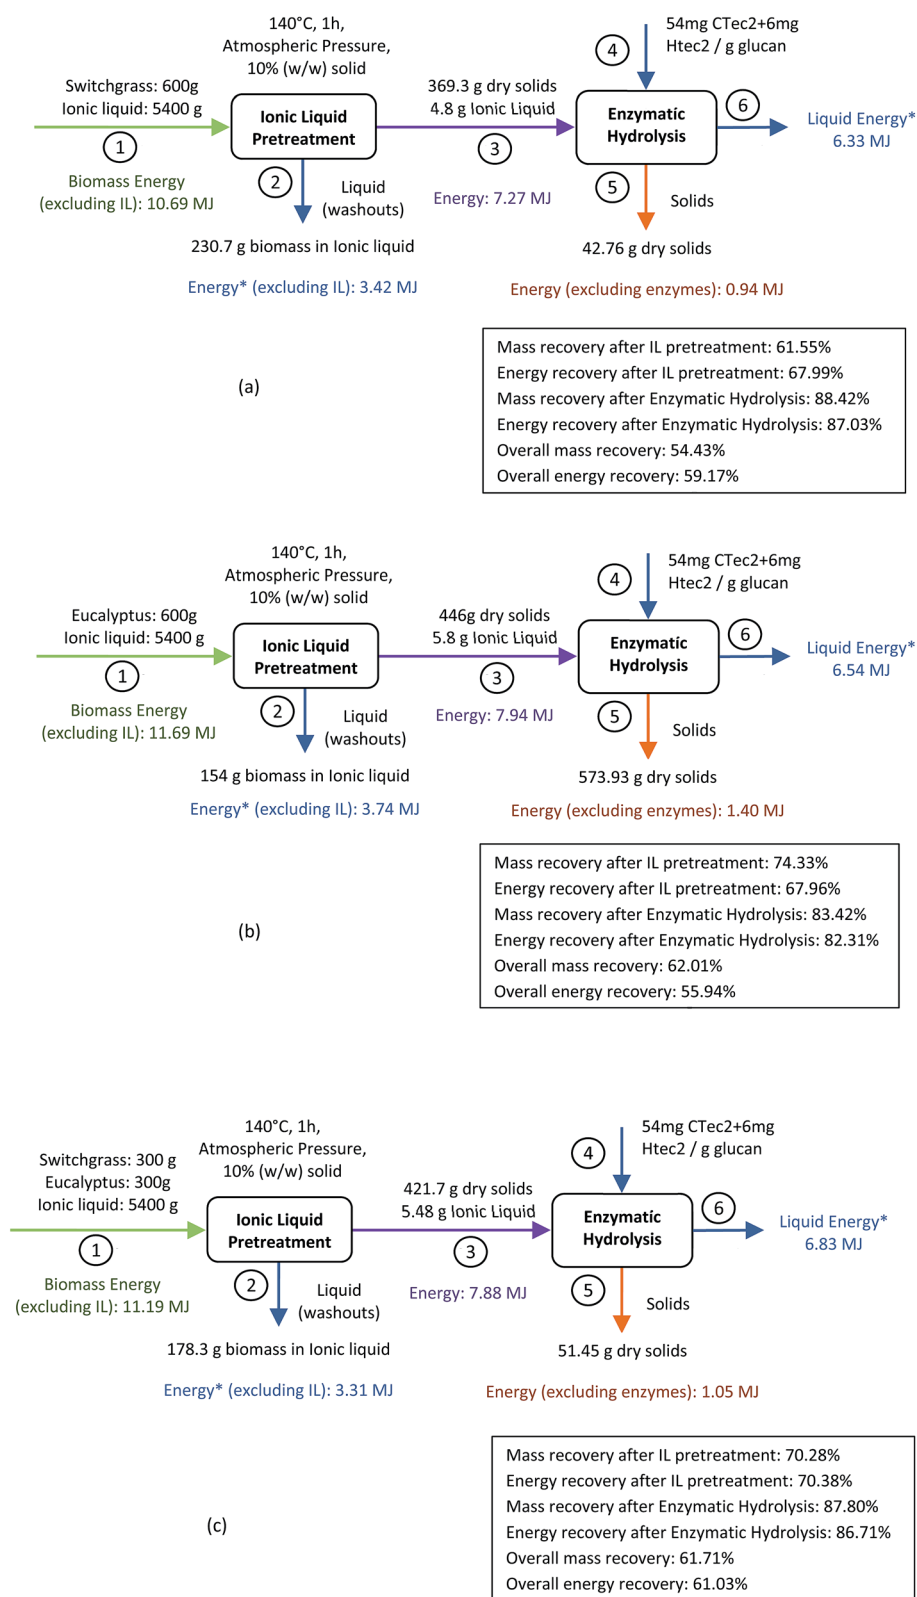 140°C, 1h,
Atmospheric Pressure,
10% (w/w) solid
54mg CTec2+6mg
Htec2 / g glucan
4
Switchgrass: 600g
Ionic liquid: 5400 g
Ionic Liquid
Pretreatment
369.3 g dry solids
4.8 g Ionic Liquid
Enzymatic
Hydrolysis
6
Liquid Energy*
6.33 MJ
1
Biomass Energy
(excluding IL): 10.69 MJ
2
Liquid
(washouts)
3
Energy: 7.27 MJ
5
Solids
230.7 g biomass in Ionic liquid
42.76 g dry solids
Energy* (excluding IL): 3.42 MJ
Energy (excluding enzymes): 0.94 MJ
(a)
Mass recovery after IL pretreatment: 61.55%
Energy recovery after IL pretreatment: 67.99%
Mass recovery after Enzymatic Hydrolysis: 88.42%
Energy recovery after Enzymatic Hydrolysis: 87.03%
Overall mass recovery: 54.43%
Overall energy recovery: 59.17%
140°C, 1h,
Atmospheric Pressure,
10% (w/w) solid
54mg CTec2+6mg
Htec2 / g glucan
4
Eucalyptus: 600g
Ionic liquid: 5400 g
Ionic Liquid
Pretreatment
446g dry solids
5.8 g Ionic Liquid
Enzymatic
Hydrolysis
6
Liquid Energy*
6.54 MJ
1
Biomass Energy
(excluding IL): 11.69 MJ
2
Liquid
(washouts)
3
Energy: 7.94 MJ
5
Solids
154 g biomass in Ionic liquid
573.93 g dry solids
Energy* (excluding IL): 3.74 MJ
Energy (excluding enzymes): 1.40 MJ
(b)
Mass recovery after IL pretreatment: 74.33%
Energy recovery after IL pretreatment: 67.96%
Mass recovery after Enzymatic Hydrolysis: 83.42%
Energy recovery after Enzymatic Hydrolysis: 82.31%
Overall mass recovery: 62.01%
Overall energy recovery: 55.94%
140°C, 1h,
Atmospheric Pressure,
10% (w/w) solid
54mg CTec2+6mg
Htec2 / g glucan
4
Switchgrass: 300 g
Eucalyptus: 300g
Ionic liquid: 5400 g
Ionic Liquid
Pretreatment
421.7 g dry solids
5.48 g Ionic Liquid
Enzymatic
Hydrolysis
6
Liquid Energy*
6.83 MJ
1
Biomass Energy
(excluding IL): 11.19 MJ
2
Liquid
(washouts)
3
Energy: 7.88 MJ
5
Solids
178.3 g biomass in Ionic liquid
51.45 g dry solids
Energy* (excluding IL): 3.31 MJ
Energy (excluding enzymes): 1.05 MJ
(c)
Mass recovery after IL pretreatment: 70.28%
Energy recovery after IL pretreatment: 70.38%
Mass recovery after Enzymatic Hydrolysis: 87.80%
Energy recovery after Enzymatic Hydrolysis: 86.71%
Overall mass recovery: 61.71%
Overall energy recovery: 61.03%